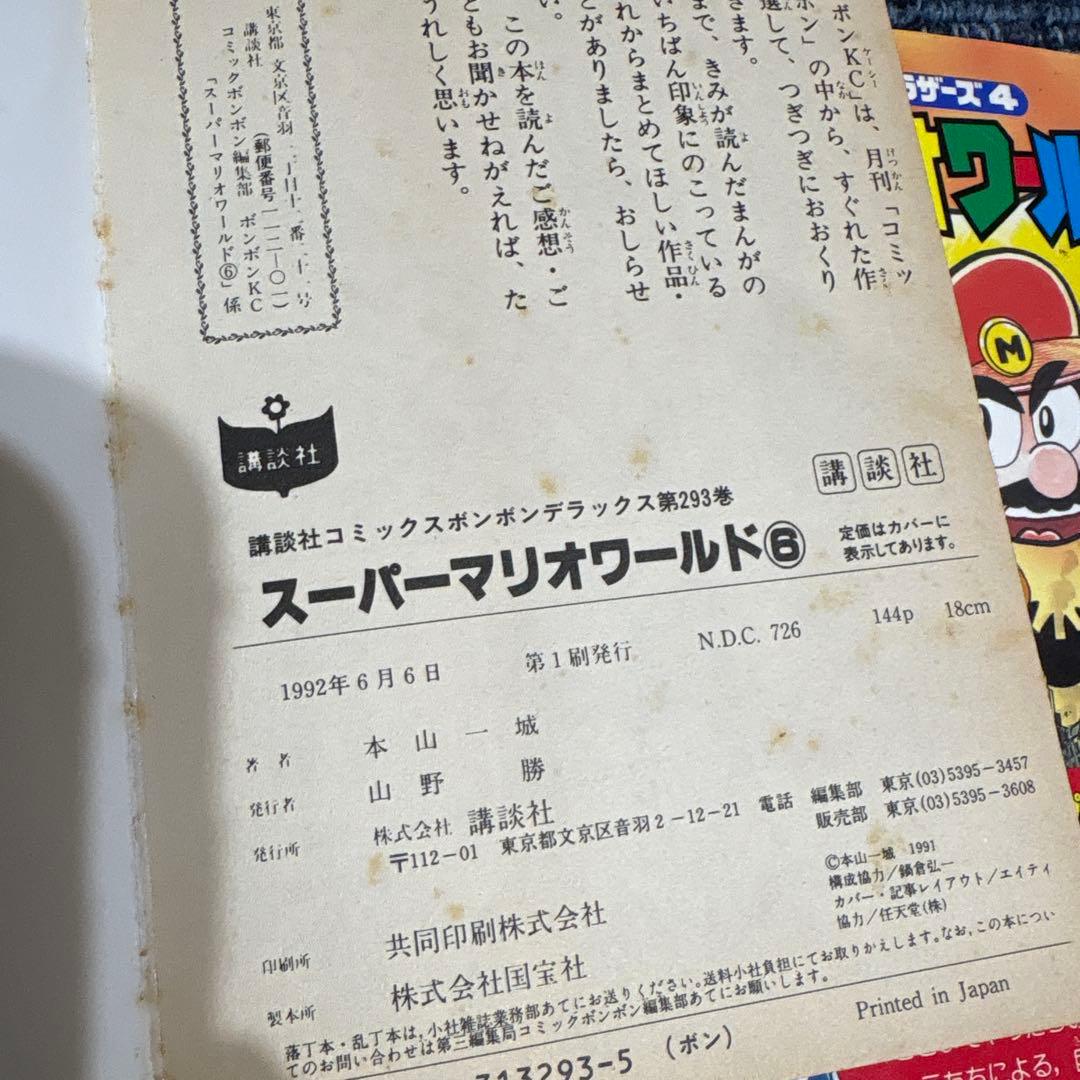 ボンKC」は、月刊「コミッ
ボン」の中から、すぐれた作
選して、つぎつぎにおおくり
きます。
まで、きみが読んだまんがの
いちばん印象にのこっている
れからまとめてほしい作品・
とがありましたら、おしらせ
い。
この本を読んだご感想・ご
ともお聞かせねがえれば、た
うれしく思います。
東京都 文京区音羽二丁目十二番二十一号
(郵便番号一一二―〇一)
講談社
コミックボンボン編集部 ボンボンKC
「スーパーマリオワールド⑥」係
講談社
講談社
講談社コミックスボンボンデラックス第293巻
スーパーマリオワールド⑥
定価はカバーに
表示してあります。
1992年6月6日 第1刷発行 N.D.C. 726 144p 18cm
著者 本山一城
発行者 山野勝
発行所 株式会社 講談社
〒112-01 東京都文京区音羽2-12-21 電話 編集部 東京(03)5395-3457
販売部 東京(03)5395-3608
©本山一城 1991
構成協力/鍋倉弘一
カバー・記事レイアウト/エイティ
協力/任天堂(株)
印刷所 共同印刷株式会社
製本所 株式会社国宝社
落丁本・乱丁本は、小社雑誌業務部あてにお送りください。送料小社負担にてお取りかえします。なお、この本につい
てのお問い合わせは第三編集局コミックボンボン編集部あてにお願いします。
Printed in Japan
313293-5 (ボン)
ラザーズ4
オワール
M
たちによる,